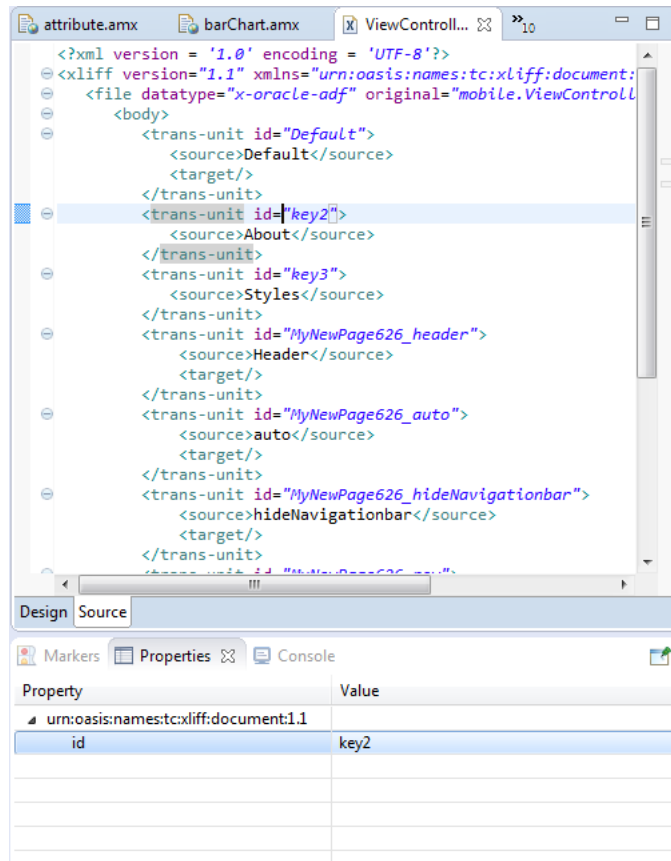 attribute.amx barChart.amx ViewControll... »10
<?xml version = '1.0' encoding = 'UTF-8'?>
<xliff version="1.1" xmlns="urn:oasis:names:tc:xliff:document:
<file datatype="x-oracle-adf" original="mobile.ViewControll
<body>
<trans-unit id="Default">
<source>Default</source>
<target/>
</trans-unit>
<trans-unit id="key2">
<source>About</source>
</trans-unit>
<trans-unit id="key3">
<source>Styles</source>
</trans-unit>
<trans-unit id="MyNewPage626_header">
<source>Header</source>
<target/>
</trans-unit>
<trans-unit id="MyNewPage626_auto">
<source>auto</source>
<target/>
</trans-unit>
<trans-unit id="MyNewPage626_hideNavigationbar">
<source>hideNavigationbar</source>
<target/>
</trans-unit>
Design Source
Markers Properties Console
Property Value
urn:oasis:names:tc:xliff:document:1.1
id key2